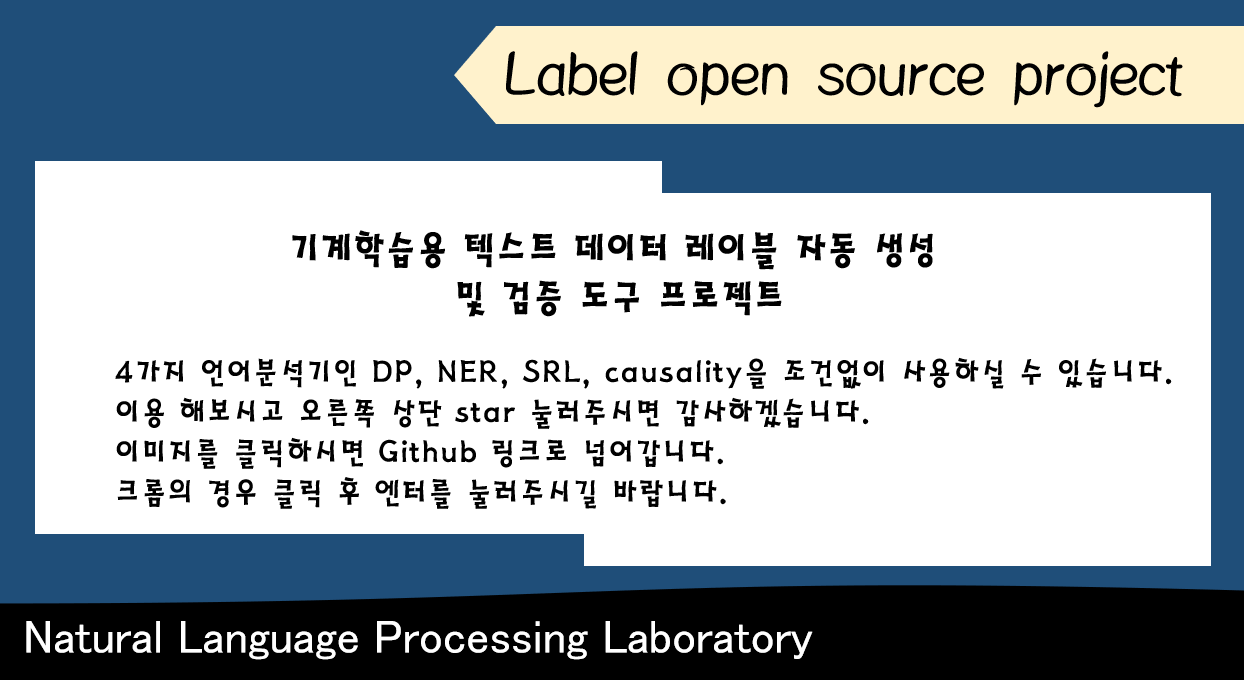 Label open source project
기계학습용 텍스트 데이터 레이블 자동 생성
및 검증 도구 프로젝트
4가지 언어분석기인 DP, NER, SRL, causality을 조건없이 사용하실 수 있습니다.
이용 해보시고 오른쪽 상단 star 눌러주시면 감사하겠습니다.
이미지를 클릭하시면 Github 링크로 넘어갑니다.
크롬의 경우 클릭 후 엔터를 눌러주시길 바랍니다.
Natural Language Processing Laboratory